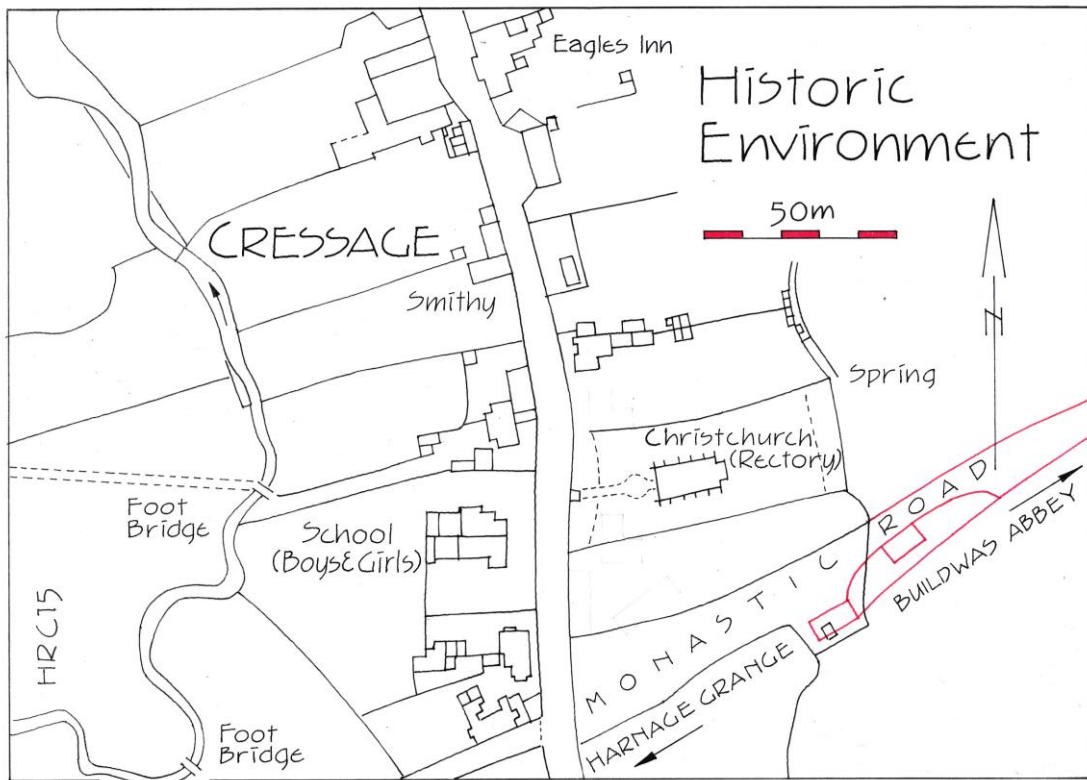 Eagles Inn
Historic
Environment
50m
CRESSAGE
N
Smithy
Spring
Christchurch
(Rectory)
Foot
Bridge
School
(Boys&Girls)
MONASTIC ROAD
BUILDWAS ABBEY
HARNAGE GRANGE
HRC15
Foot
Bridge